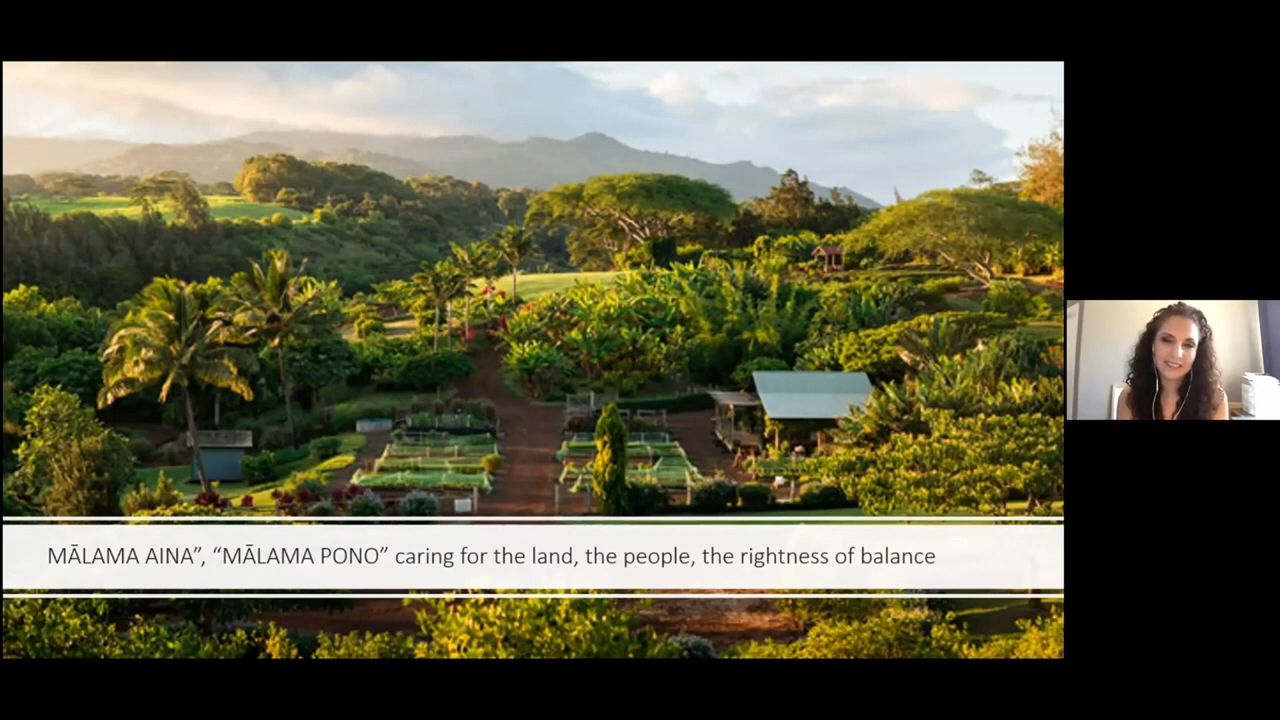 MĀLAMA AINA”, “MĀLAMA PONO” caring for the land, the people, the rightness of balance